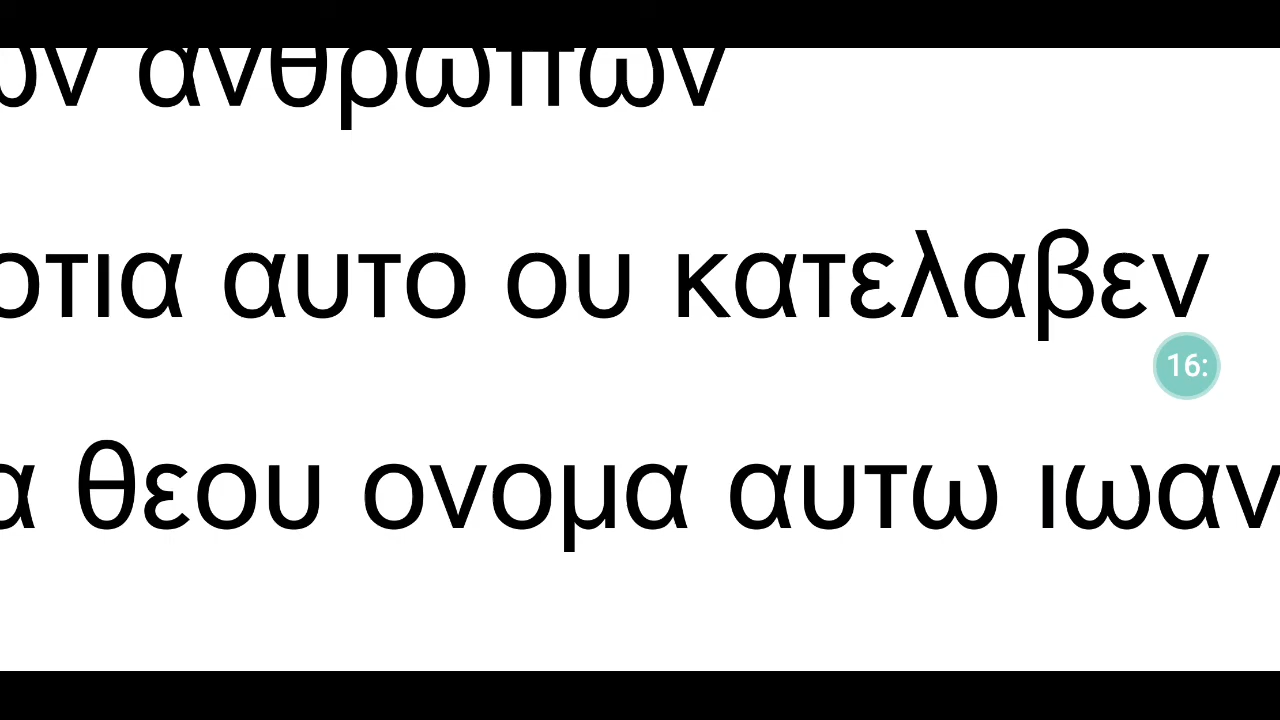 ων ανθρωπων
οτια αυτο ου κατελαβεν
16:
α θεου ονομα αυτω ιωαν